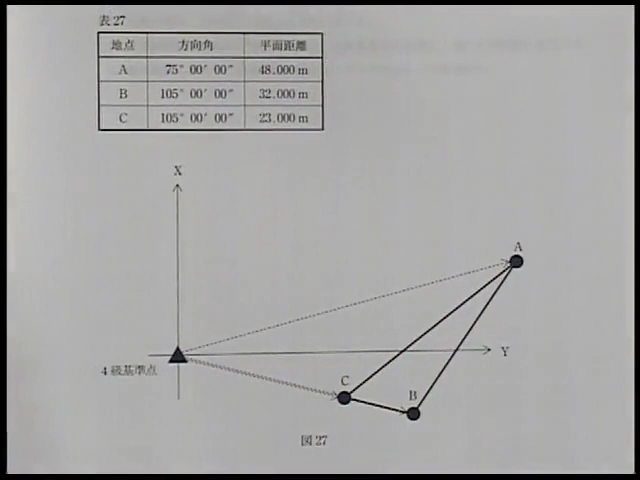 表27
地点 方向角 平面距離
A 75° 00′ 00″ 48.000 m
B 105° 00′ 00″ 32.000 m
C 105° 00′ 00″ 23.000 m
X
A
Y
4級基準点
C
B
図27